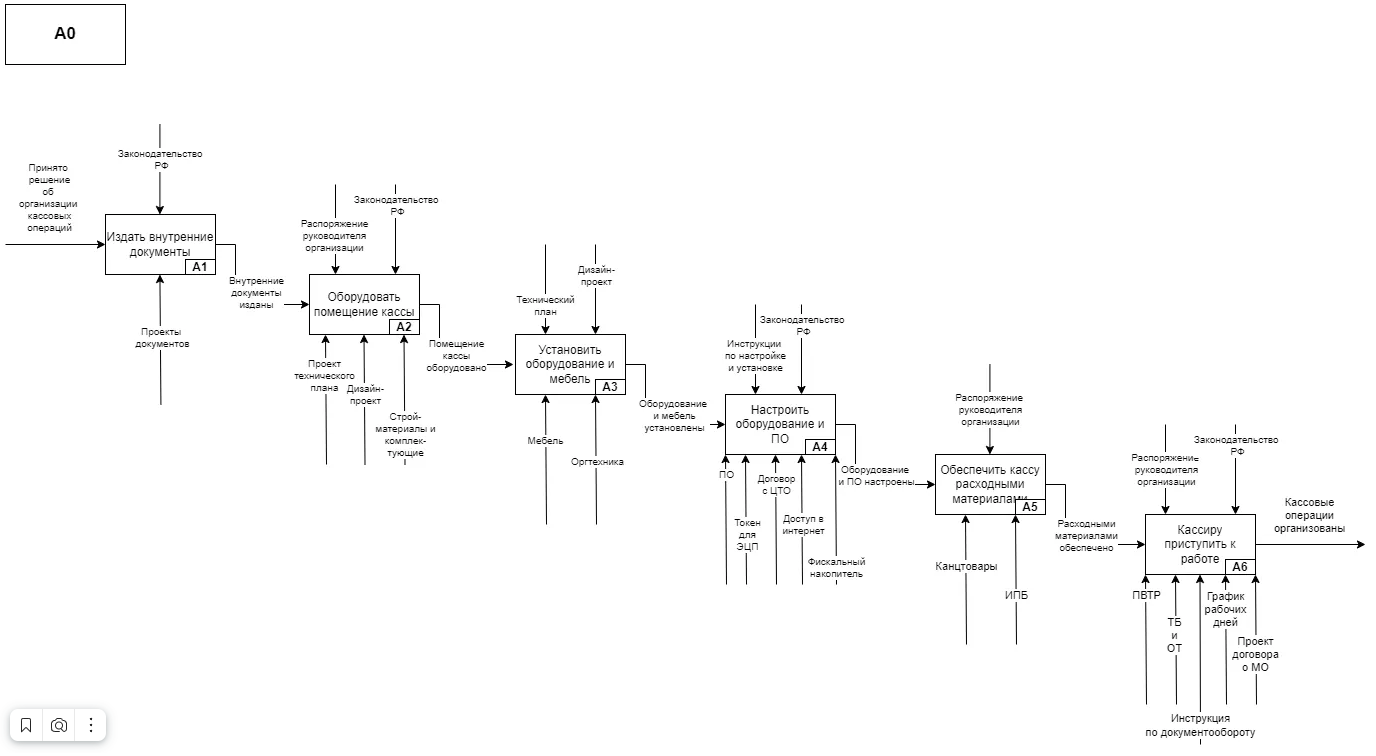 A0
Принято
решение
об
организации
кассовых
операций
Законодательство
РФ
Издать внутренние
документы
A1
Проекты
документов
Внутренние
документы
изданы
Распоряжение
руководителя
организации
Законодательство
РФ
Оборудовать
помещение кассы
A2
Проект
технического
плана
Дизайн-
проект
Строй-
материалы и
комплек-
тующие
Помещение
кассы
оборудовано
Технический
план
Дизайн-
проект
Установить
оборудование и
мебель
A3
Мебель
Оргтехника
Оборудование
и мебель
установлены
Инструкции
по настройке
и установке
Законодательство
РФ
Настроить
оборудование и
ПО
A4
ПО
Токен
для
ЭЦП
Договор
с ЦТО
Доступ в
интернет
Фискальный
накопитель
Оборудование
и ПО настроены
Распоряжение
руководителя
организации
Обеспечить кассу
расходными
материалами
A5
Канцтовары
ИПБ
Расходными
материалами
обеспечено
Распоряжение
руководителя
организации
Законодательство
РФ
Кассиру
приступить к
работе
A6
ПВТР
ТБ
и
ОТ
Инструкция
по документообороту
График
рабочих
дней
Проект
договора
о МО
Кассовые
операции
организованы